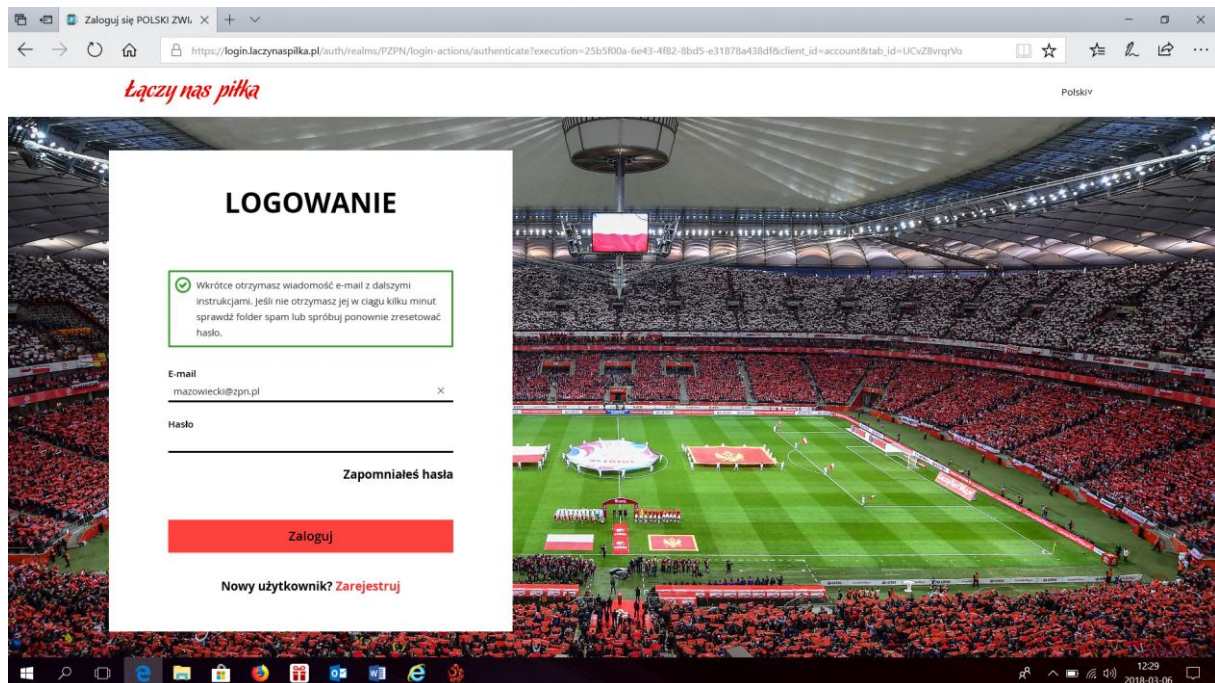 Zaloguj się POLSKI ZWI
https://login.laczynaspilka.pl/auth/realms/PZPN/login-actions/authenticate?execution=25b5f00a-6e43-4f82-8bd5-e31878a438df&client_id=account&tab_id=UCvZ8vrqrVo
Łączy nas piłka
Polski
LOGOWANIE
Wkrótce otrzymasz wiadomość e-mail z dalszymi
instrukcjami. Jeśli nie otrzymasz jej w ciągu kilku minut
sprawdź folder spam lub spróbuj ponownie zresetować
hasło.
E-mail
mazowiecki@zpn.pl
Hasło
Zapomniałeś hasła
Zaloguj
Nowy użytkownik? Zarejestruj
12:29
2018-03-06